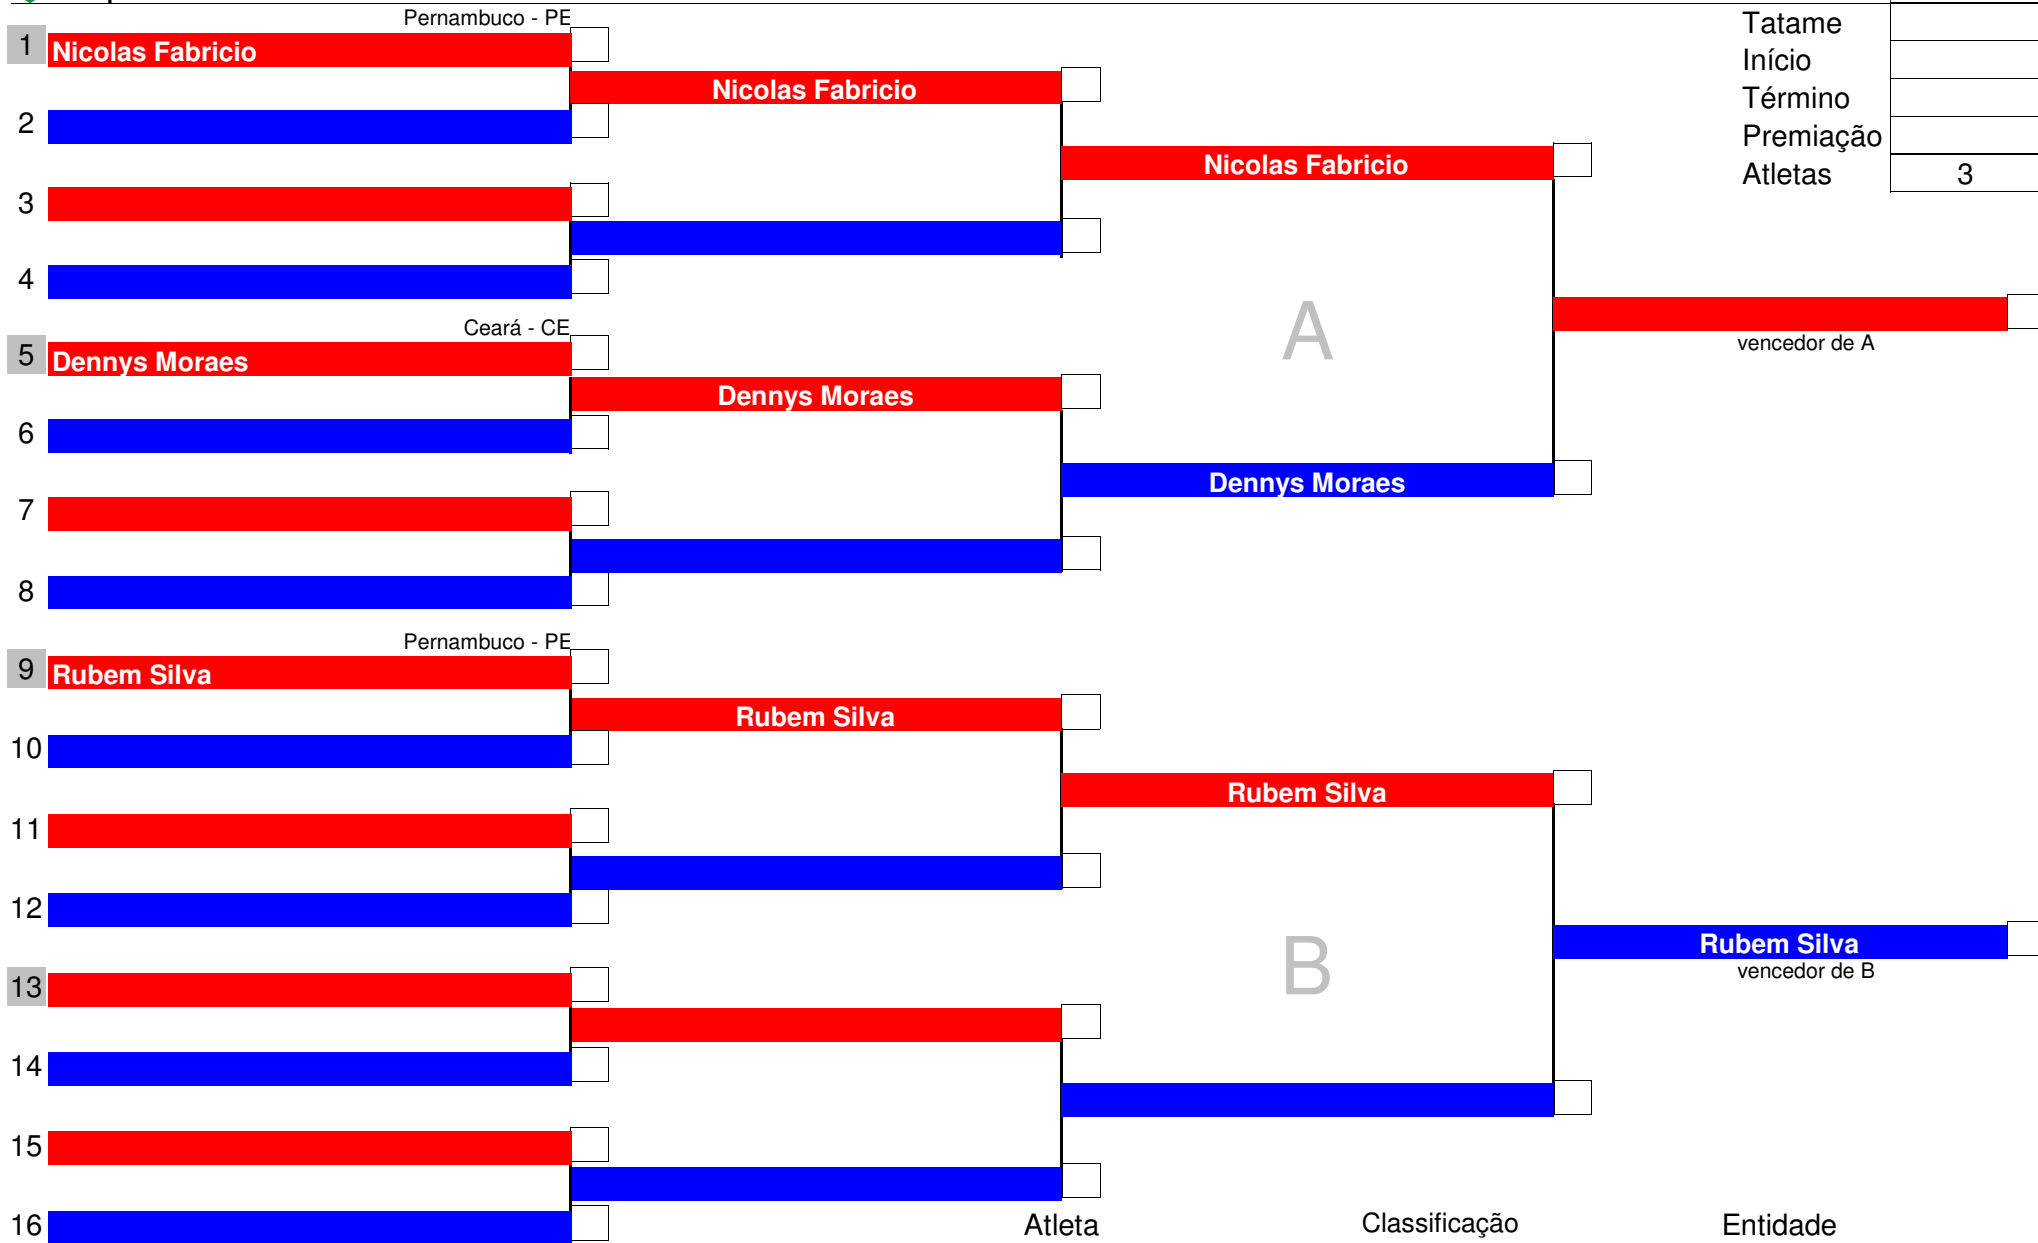 Pernambuco - PE
Tatame
1 Nicolas Fabricio
Início
Nicolas Fabricio
Término
2
Premiação
Nicolas Fabricio
Atletas 3
3
4
Ceará - CE
A
vencedor de A
5 Dennys Moraes
Dennys Moraes
6
Dennys Moraes
7
8
Pernambuco - PE
9 Rubem Silva
Rubem Silva
10
Rubem Silva
11
12
Rubem Silva
B
vencedor de B
13
14
15
16
Atleta Classificação Entidade